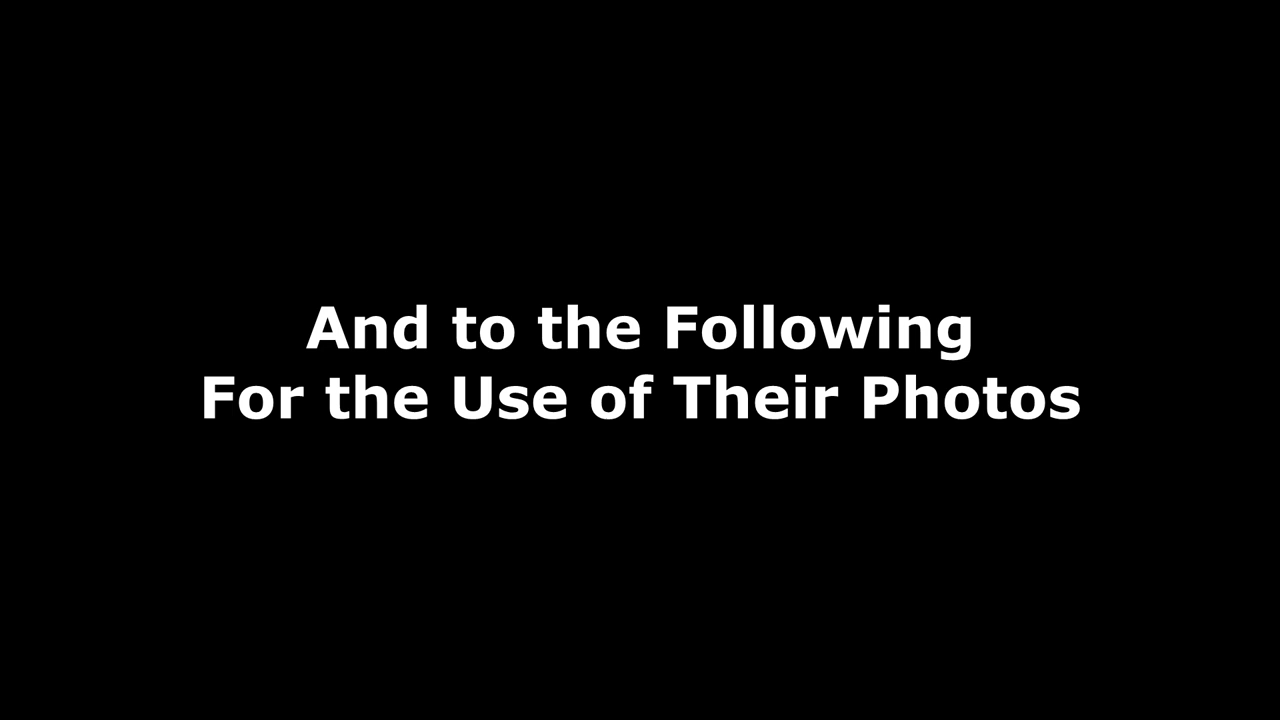 And to the Following
For the Use of Their Photos